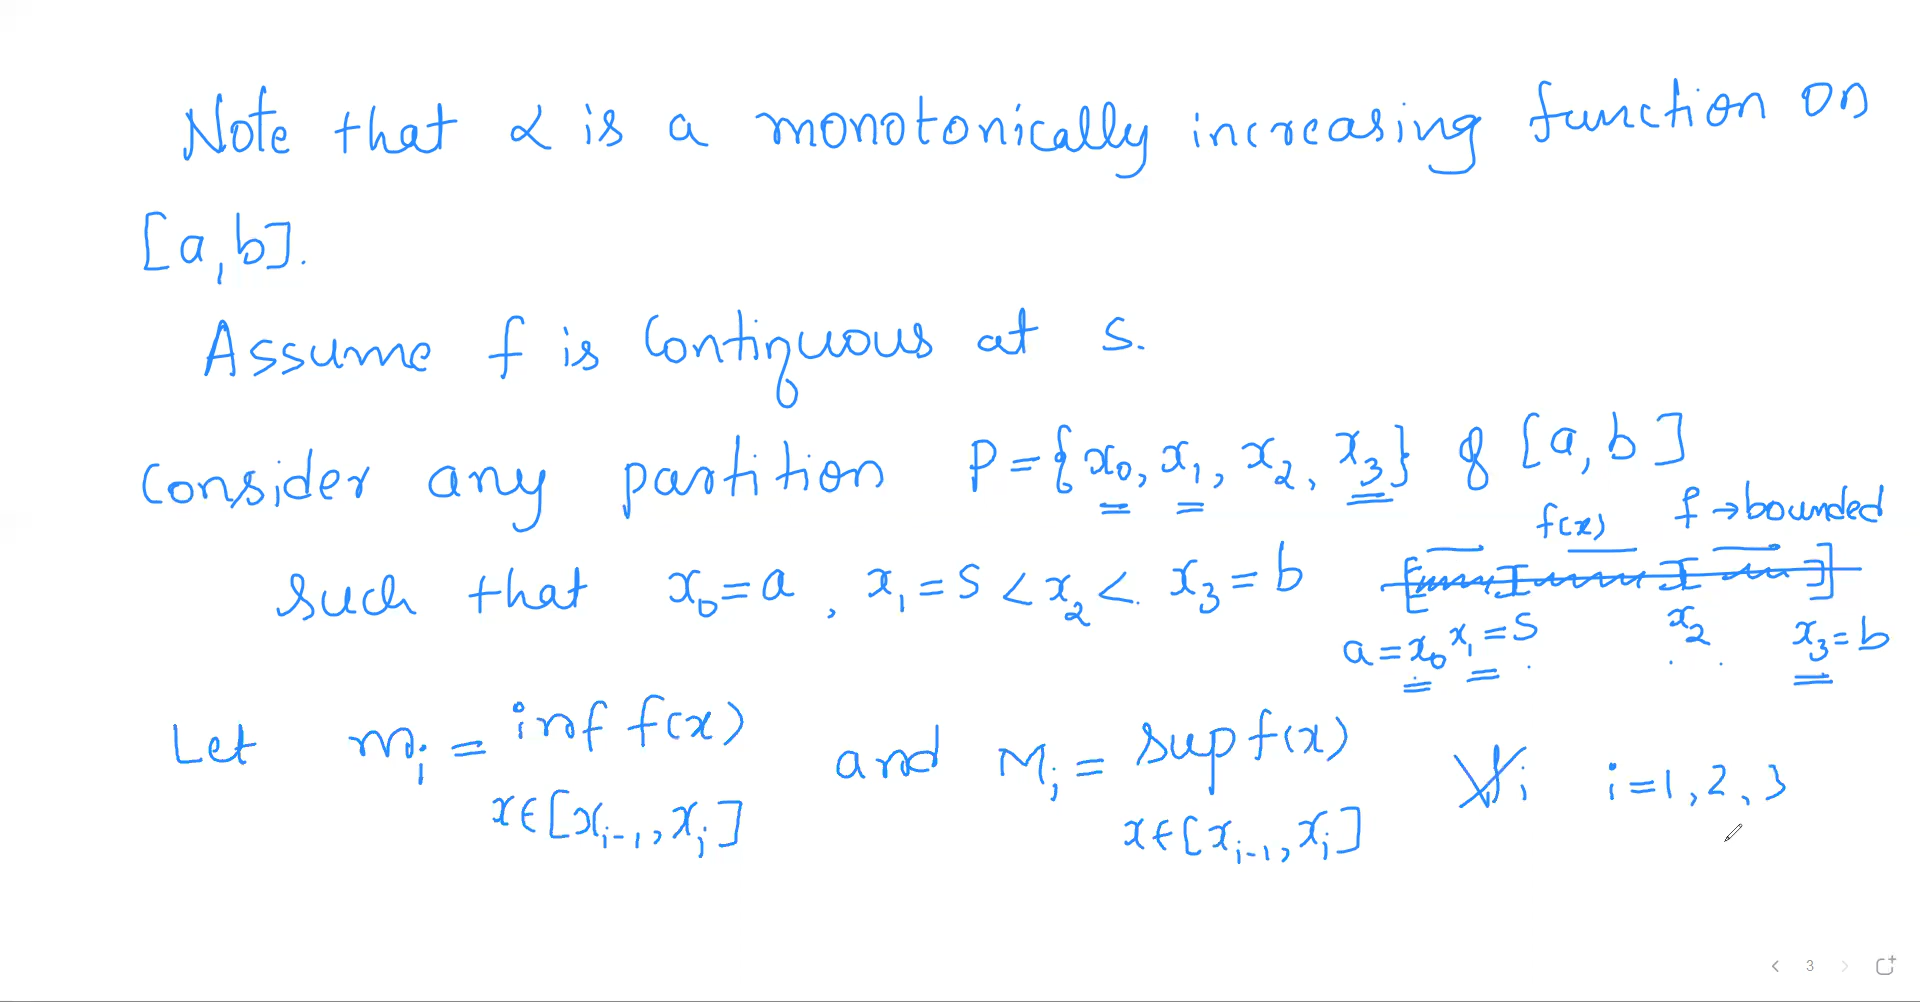 Note that α is a monotonically increasing function on
[a,b].
Assume f is continuous at s.
consider any partition P={x₀, x₁, x₂, x₃} of [a,b]
f(x) f → bounded
such that x₀=a, x₁=s<x₂< x₃=b
a=x₀ x₁=s x₂ x₃=b
Let mᵢ = inf f(x) and Mᵢ = sup f(x) ∀i i=1,2,3
x∈[xᵢ₋₁,xᵢ] x∈[xᵢ₋₁,xᵢ]
3